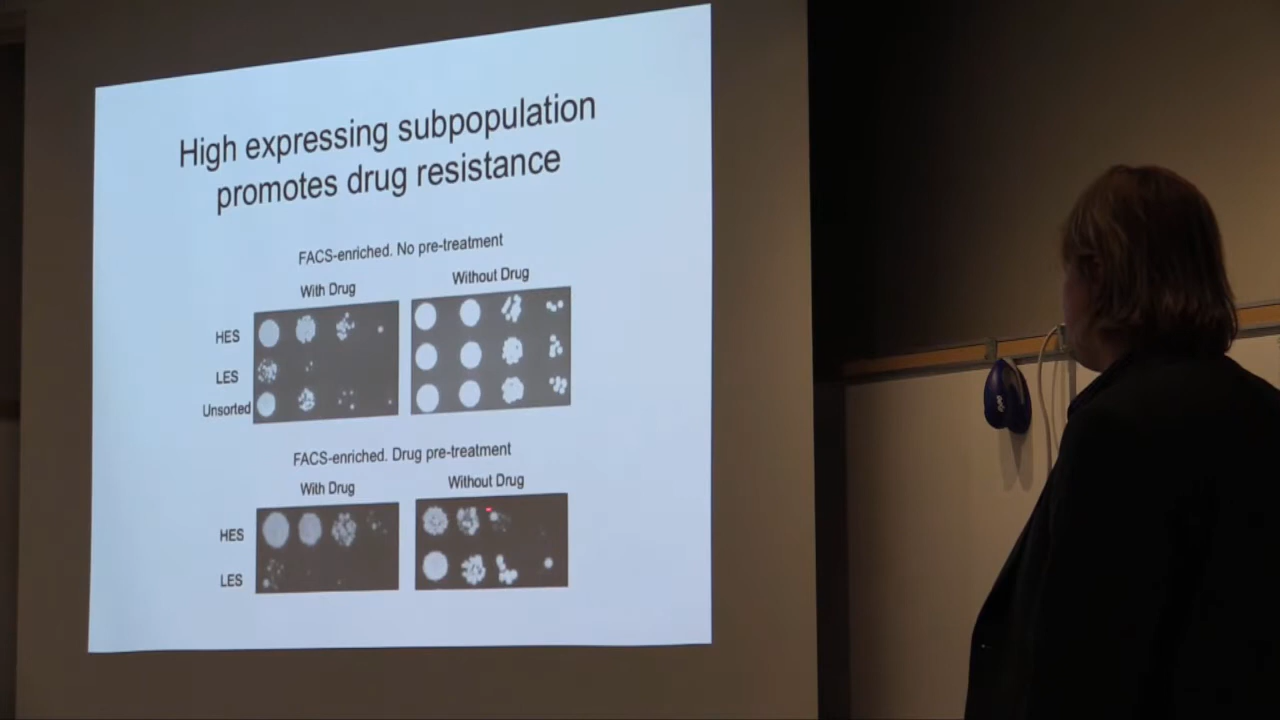 High expressing subpopulation
promotes drug resistance
FACS-enriched. No pre-treatment
With Drug
Without Drug
HES
LES
Unsorted
FACS-enriched. Drug pre-treatment
With Drug
Without Drug
HES
LES